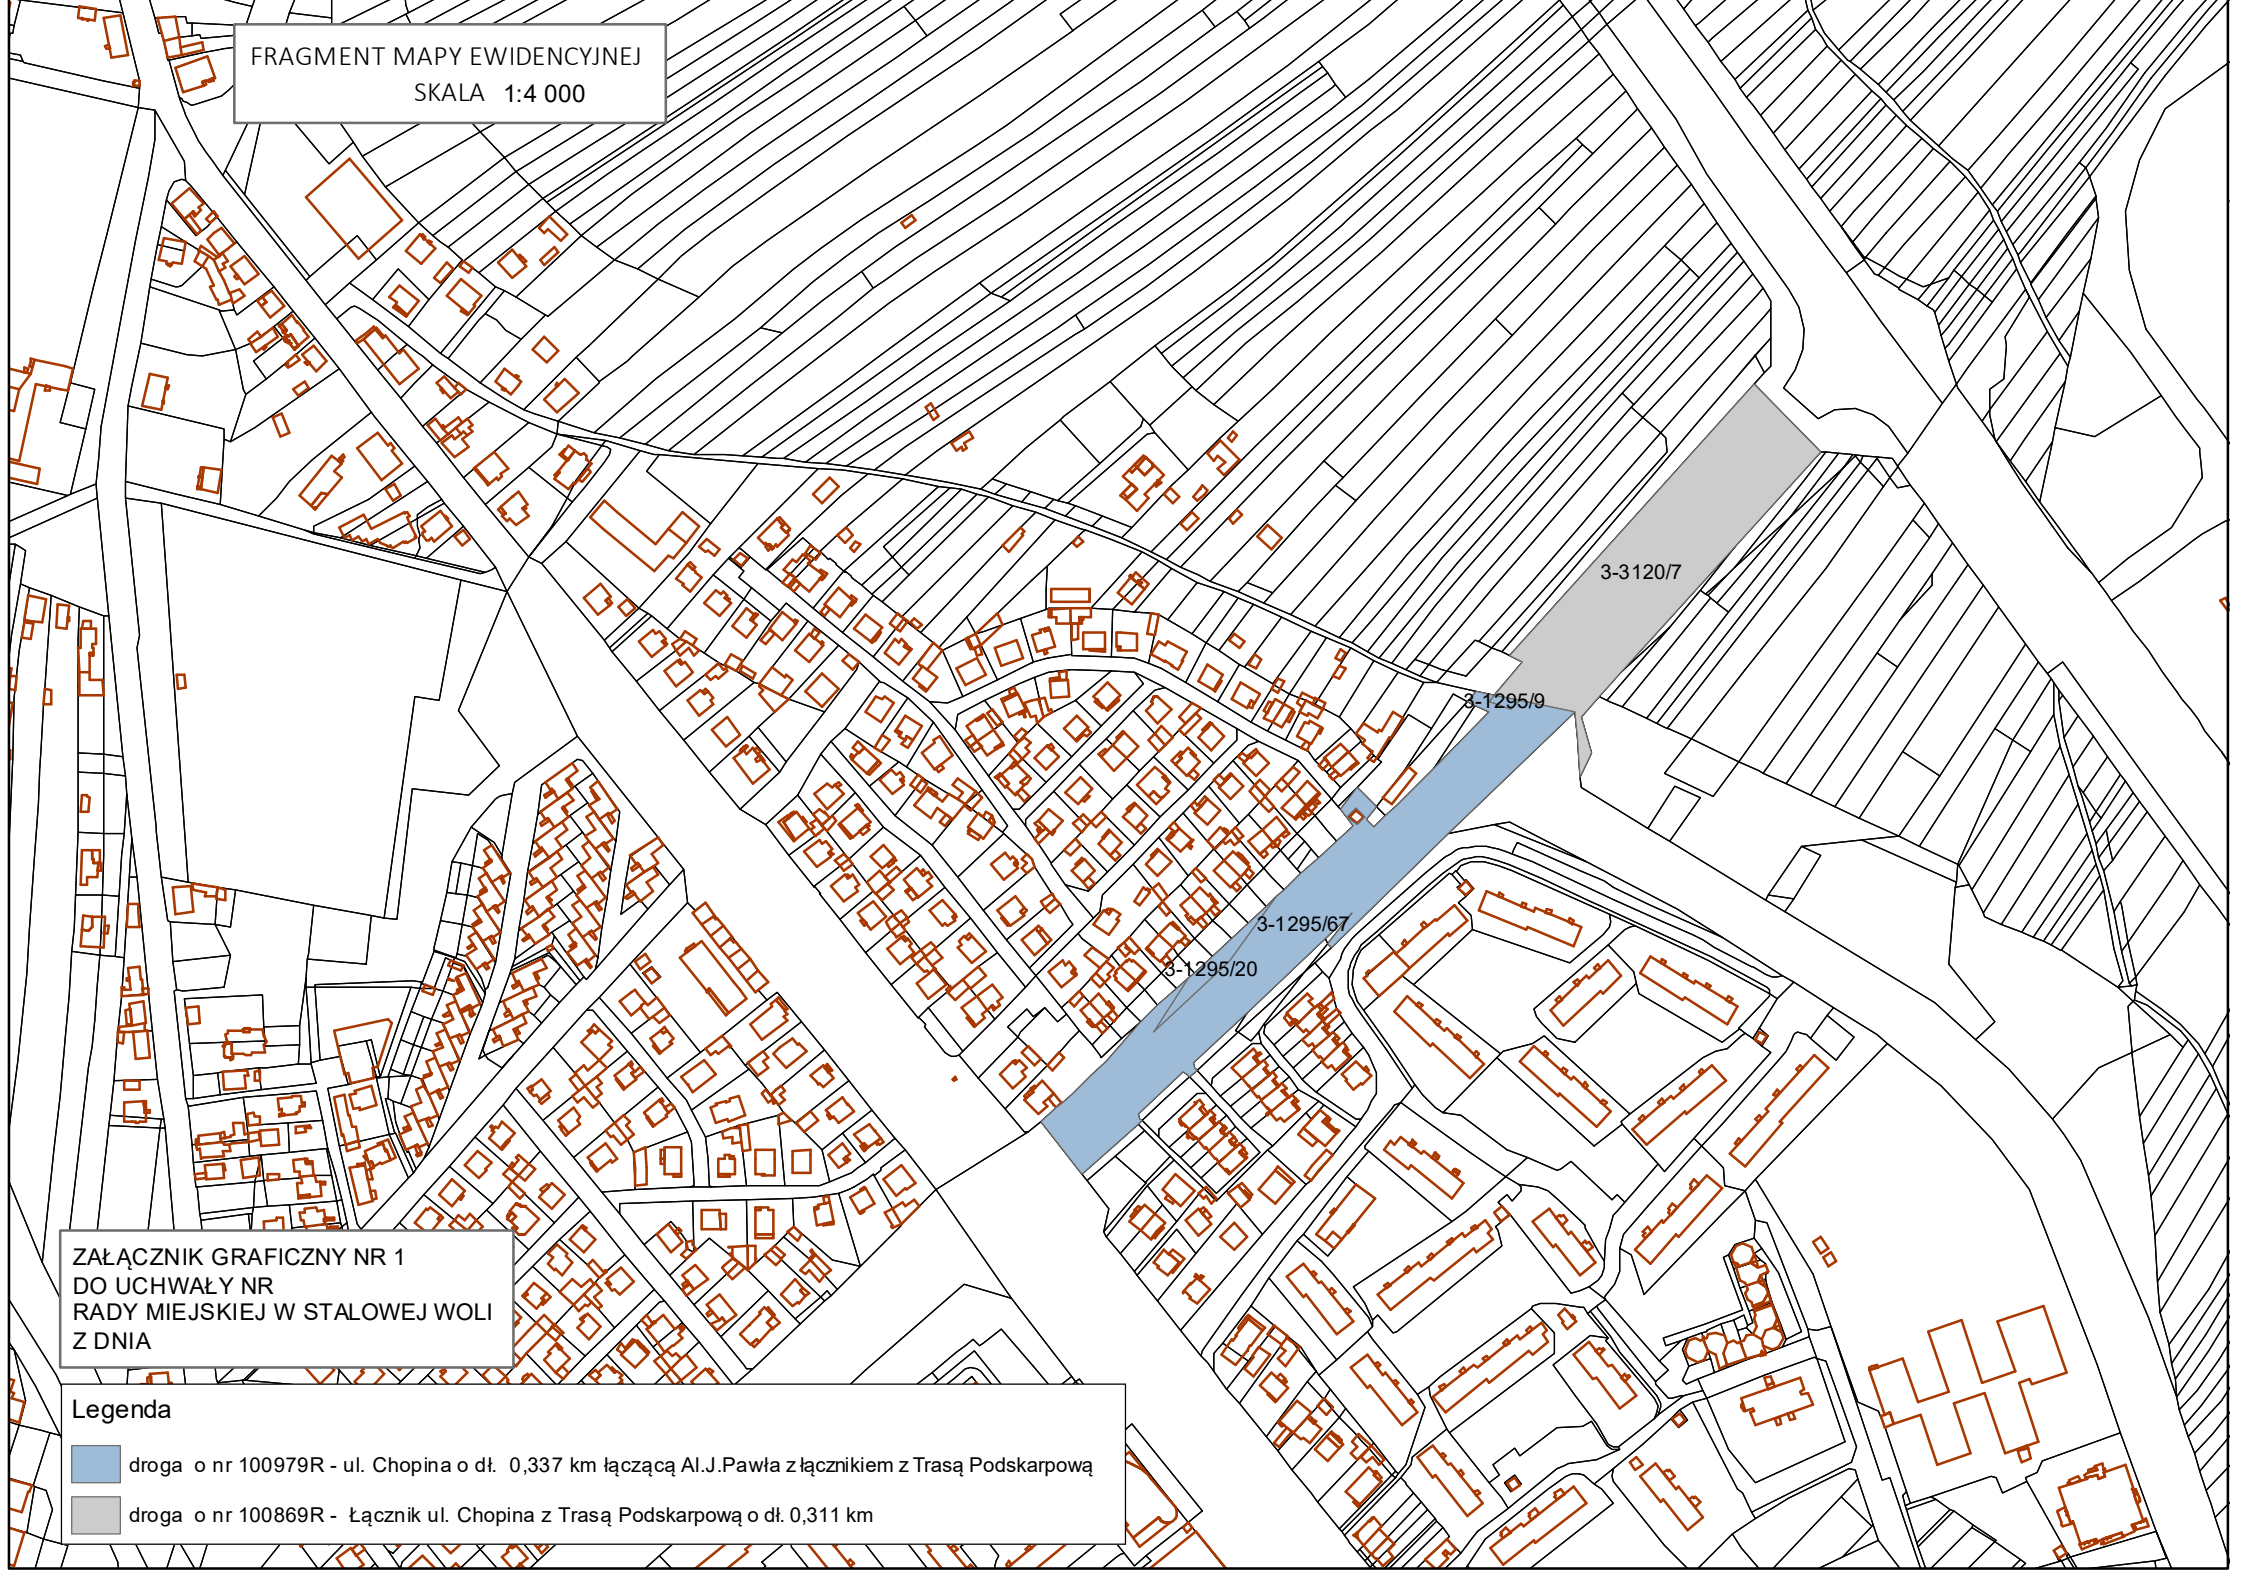 FRAGMENT MAPY EWIDENCYJNEJ
SKALA 1:4 000
3-3120/7
3-1295/9
3-1295/67
3-1295/20
ZAŁĄCZNIK GRAFICZNY NR 1
DO UCHWAŁY NR
RADY MIEJSKIEJ W STALOWEJ WOLI
Z DNIA
Legenda
droga o nr 100979R - ul. Chopina o dł. 0,337 km łączącą Al.J.Pawła z łącznikiem z Trasą Podskarpową
droga o nr 100869R - Łącznik ul. Chopina z Trasą Podskarpową o dł. 0,311 km